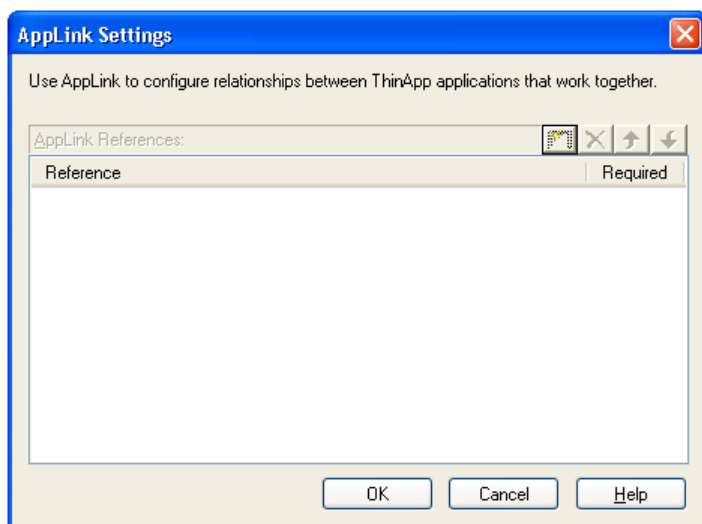 AppLink Settings
Use AppLink to configure relationships between ThinApp applications that work together.
AppLink References:
Reference Required
OK Cancel Help